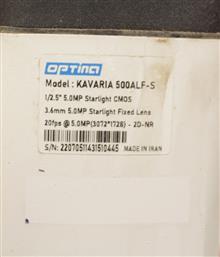 OPTINA
Model : KAVARIA 500ALF-S
1/2.5" 5.0MP Starlight CMOS
3.6mm 5.0MP Starlight Fixed Lens
20fps @ 5.0MP(3072*1728) - 2D-NR
S/N: 22070511431510445 MADE IN IRAN